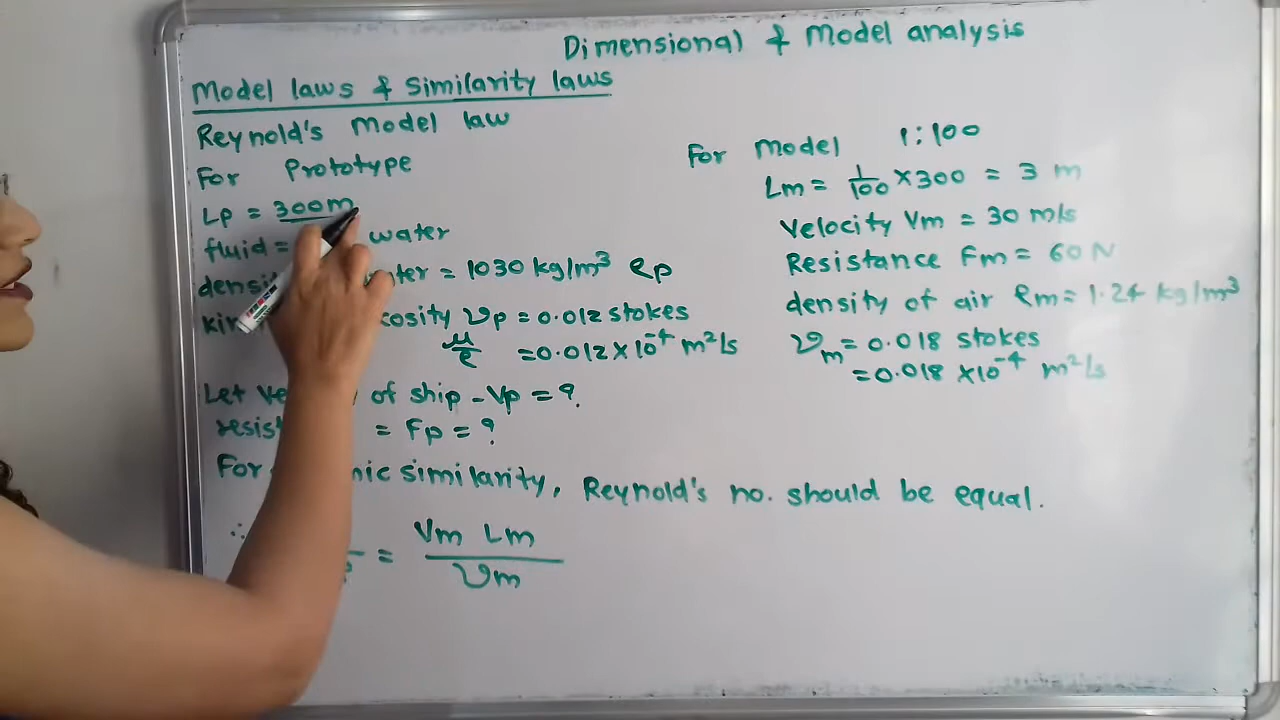 Dimensional & Model analysis
Model laws & Similarity laws
Reynold's Model law
For Prototype
Lp = 300m
fluid = water
= 1030 kg/m³ ρp
νp = 0.012 stokes
μ/ρ = 0.012 × 10⁻⁴ m²/s
Let of ship - Vp = ?
= Fp = ?
For similarity, Reynold's no. should be equal.
∴ = Vm Lm / νm
For Model 1:100
Lm = 1/100 × 300 = 3 m
Velocity Vm = 30 m/s
Resistance Fm = 60 N
density of air ρm = 1.24 kg/m³
νm = 0.018 stokes
= 0.018 × 10⁻⁴ m²/s